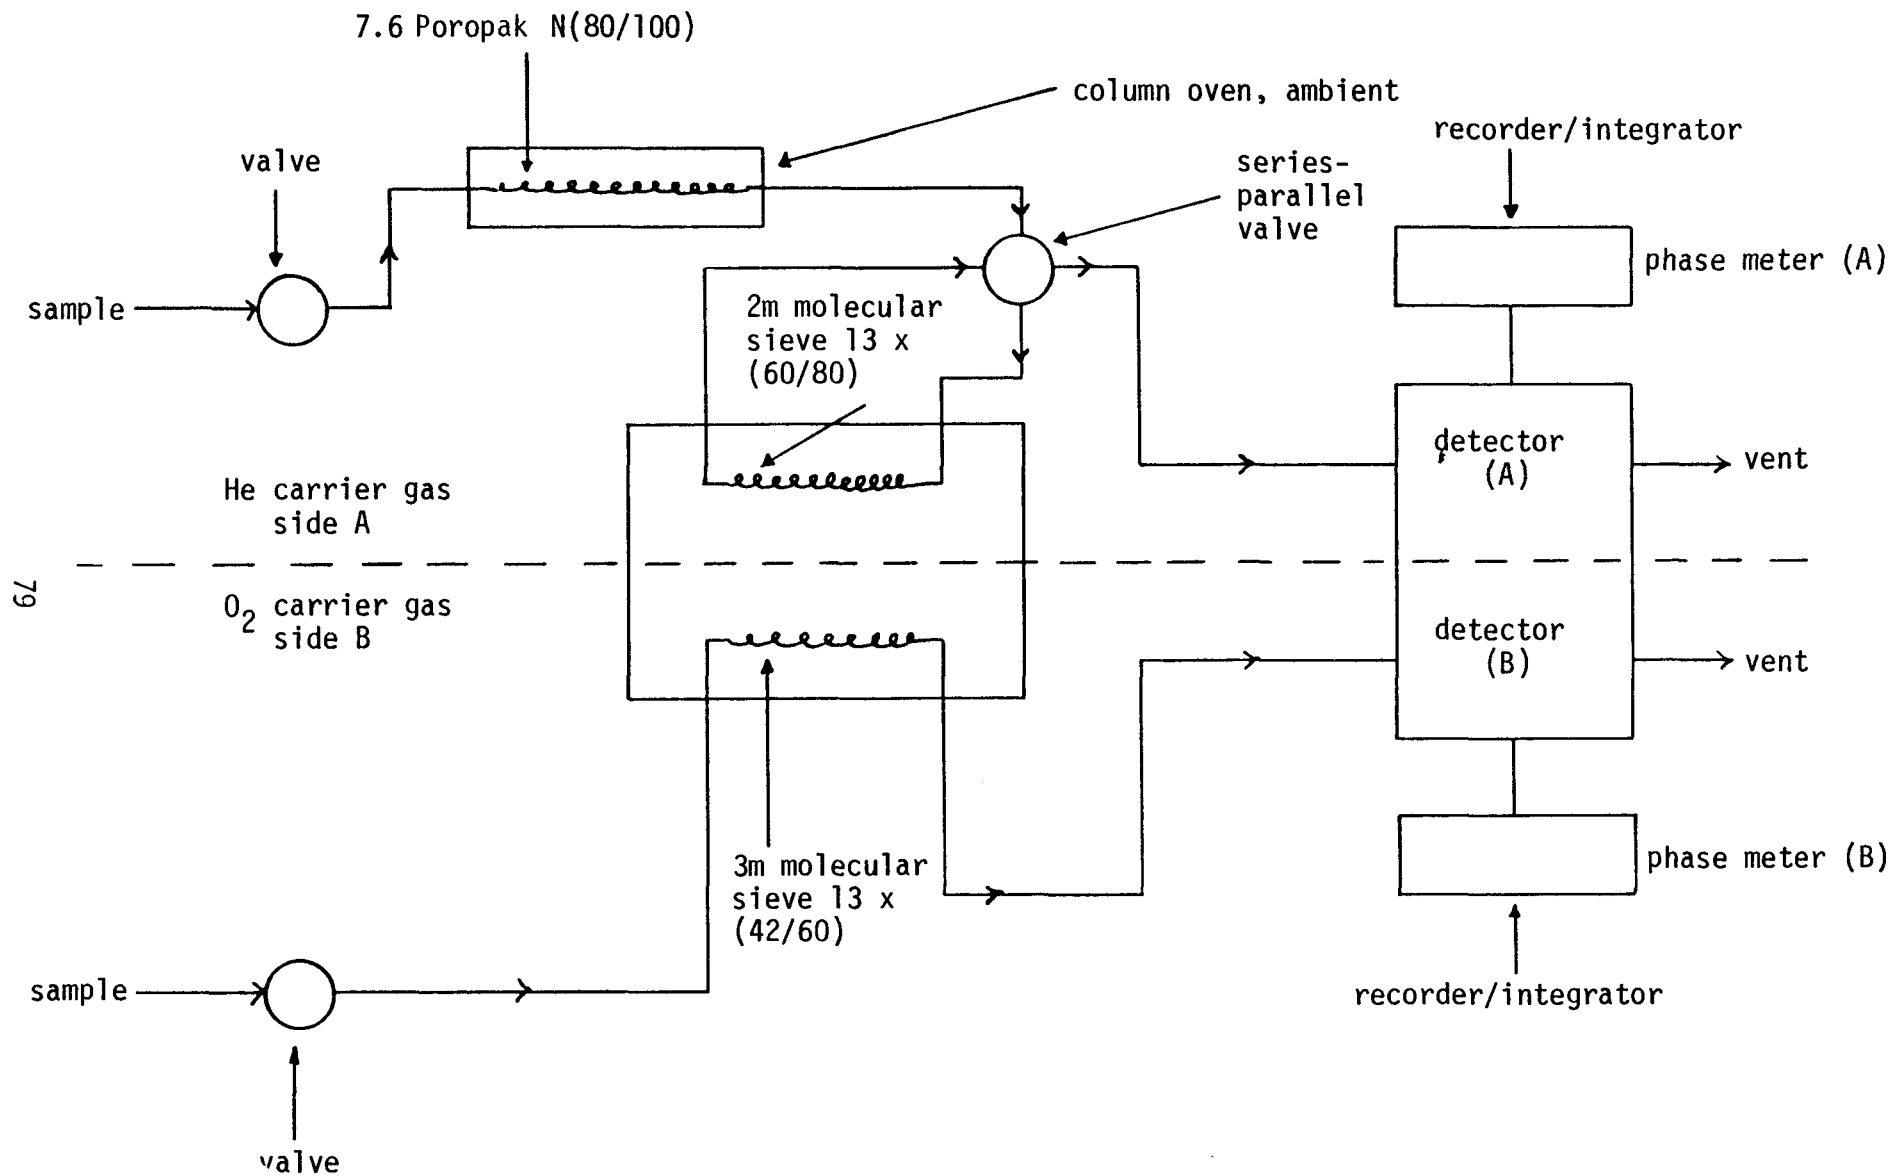 7.6 Poropak N(80/100)
column oven, ambient
recorder/integrator
valve
series-
parallel
valve
phase meter (A)
sample
2m molecular
sieve 13 x
(60/80)
detector
(A)
vent
He carrier gas
side A
79
O2 carrier gas
side B
detector
(B)
vent
3m molecular
sieve 13 x
(42/60)
phase meter (B)
sample
recorder/integrator
valve